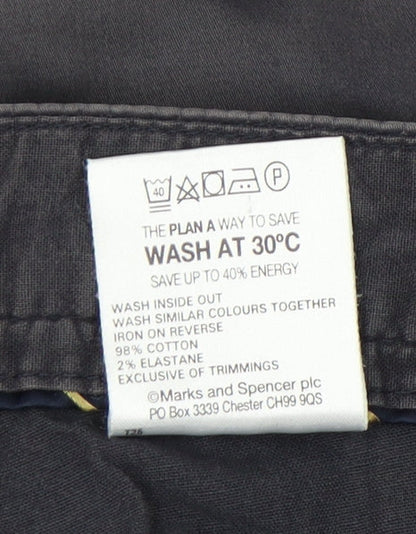 40 P
THE PLAN A WAY TO SAVE
WASH AT 30ºC
SAVE UP TO 40% ENERGY
WASH INSIDE OUT
WASH SIMILAR COLOURS TOGETHER
IRON ON REVERSE
98% COTTON
2% ELASTANE
EXCLUSIVE OF TRIMMINGS
©Marks and Spencer plc
PO Box 3339 Chester CH99 9QS